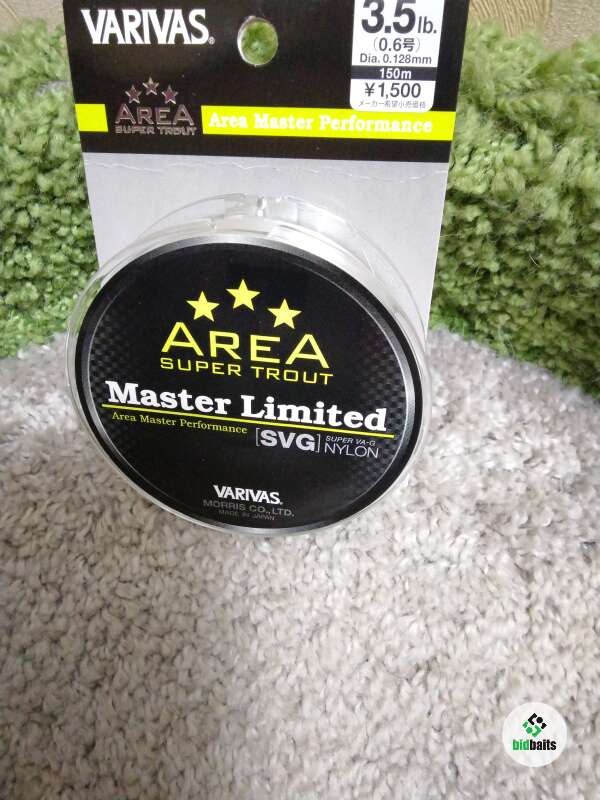 VARIVAS®
3.5lb.
(0.6号)
Dia. 0.128mm
150m
¥1,500
メーカー希望小売価格
AREA
SUPER TROUT
Area Master Performance
AREA
SUPER TROUT
Master Limited
Area Master Performance
[SVG] SUPER VA-G NYLON
VARIVAS®
MORRIS CO.,LTD.
MADE IN JAPAN
bidbaits